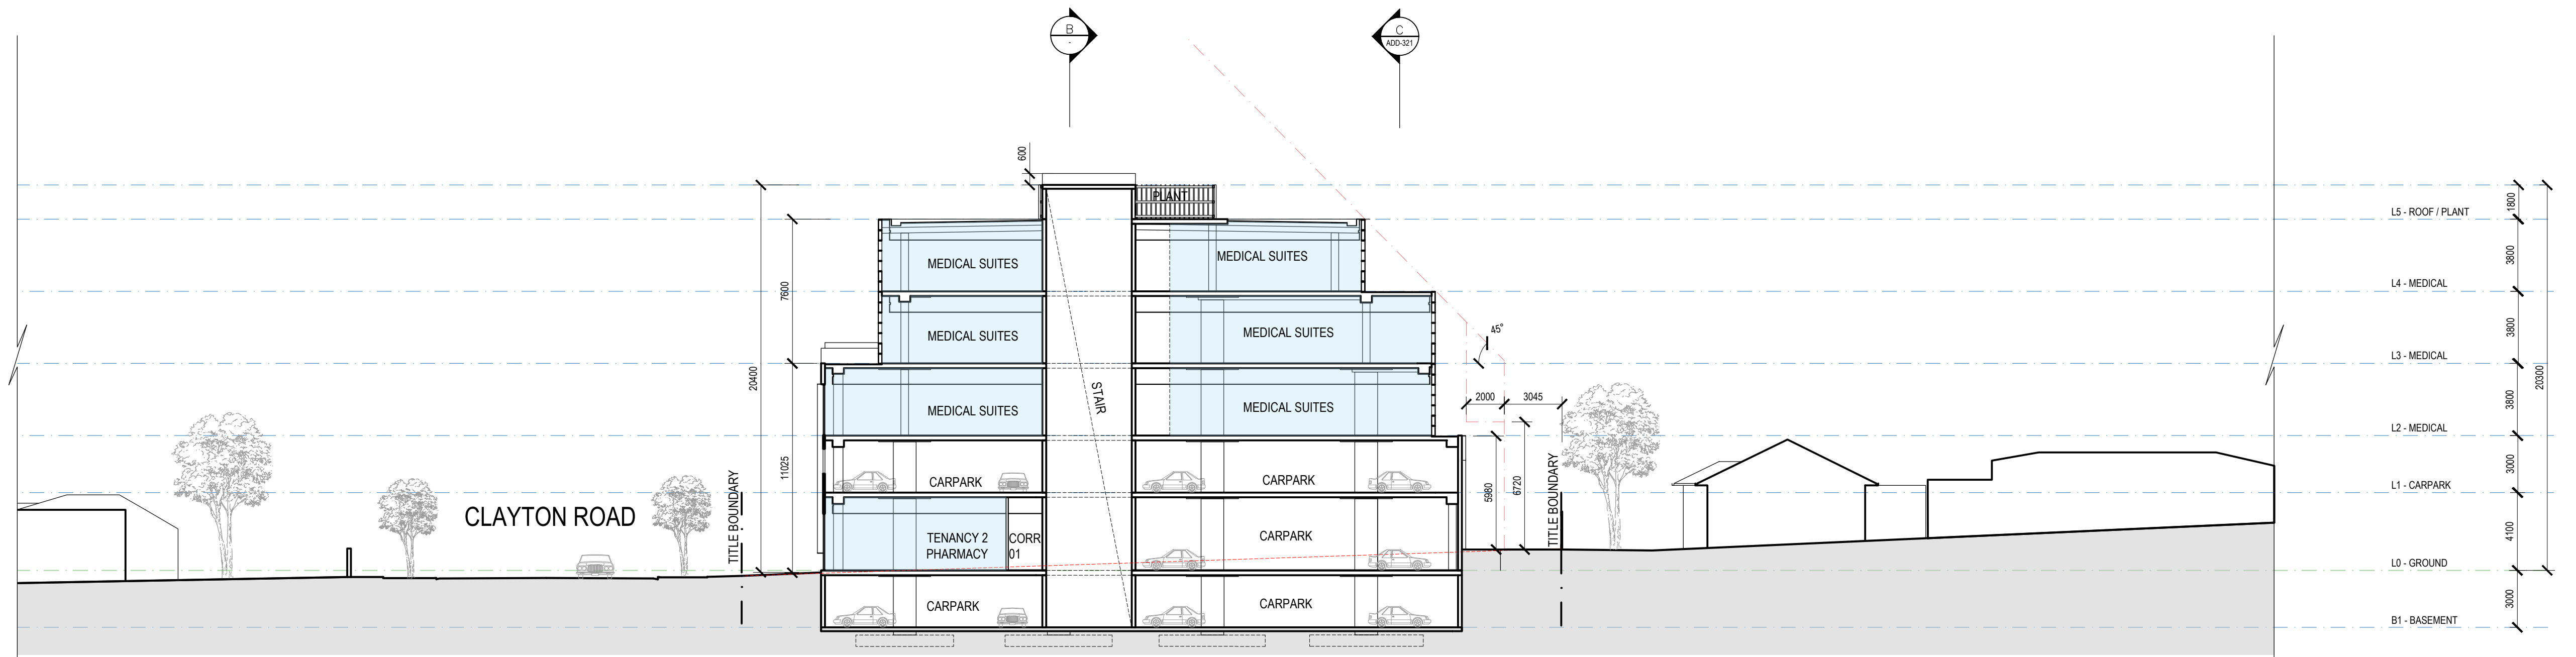 B
-
C
ADD-321
600
PLANT
L5 - ROOF / PLANT
1800
MEDICAL SUITES
MEDICAL SUITES
3800
7600
L4 - MEDICAL
MEDICAL SUITES
MEDICAL SUITES
45°
3800
L3 - MEDICAL
20400
20300
STAIR
2000
3045
MEDICAL SUITES
MEDICAL SUITES
3800
L2 - MEDICAL
11025
CARPARK
CARPARK
5980
6720
3000
L1 - CARPARK
CLAYTON ROAD
TITLE BOUNDARY
TITLE BOUNDARY
TENANCY 2
PHARMACY
CORR
01
CARPARK
4100
L0 - GROUND
CARPARK
CARPARK
3000
B1 - BASEMENT